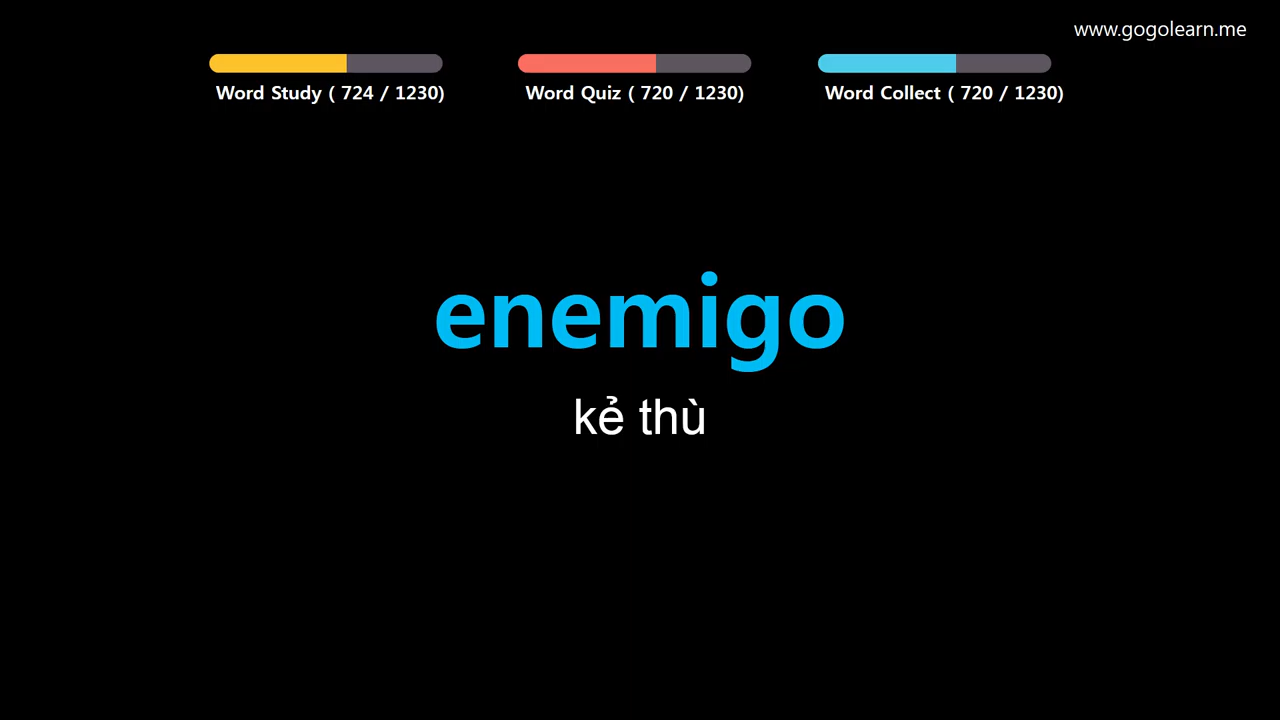 www.gogolearn.me
Word Study ( 724 / 1230)
Word Quiz ( 720 / 1230)
Word Collect ( 720 / 1230)
enemigo
kẻ thù